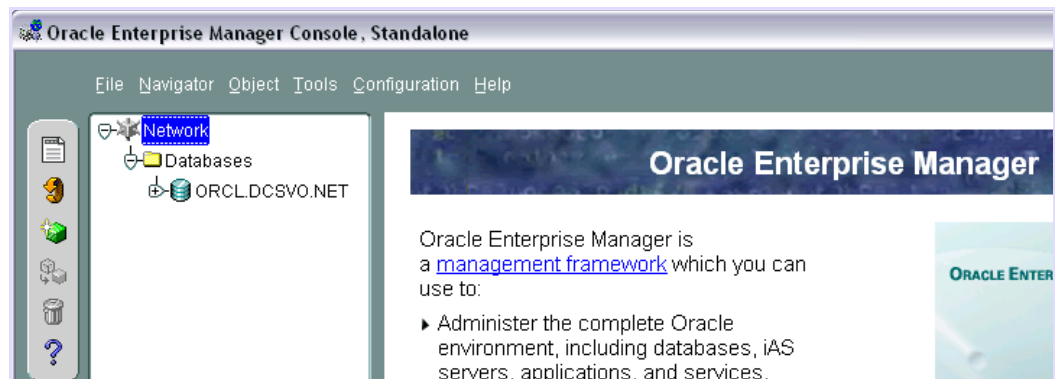 Oracle Enterprise Manager Console, Standalone
File Navigator Object Tools Configuration Help
Network
Databases
ORCL.DCSVO.NET
Oracle Enterprise Manager
Oracle Enterprise Manager is
a management framework which you can
use to:
Administer the complete Oracle
environment, including databases, iAS
servers, applications, and services.
ORACLE ENTER